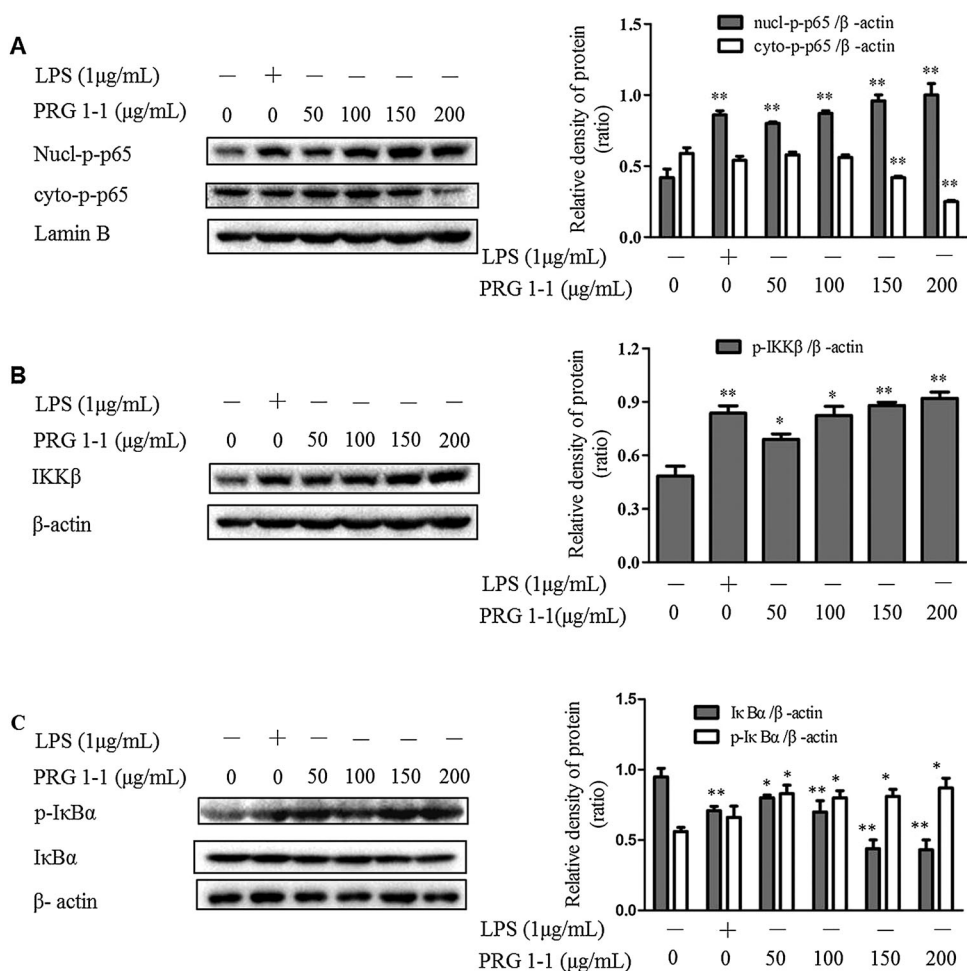 A
LPS (1μg/mL) — + — — — —
PRG 1-1 (μg/mL) 0 0 50 100 150 200
Nucl-p-p65
cyto-p-p65
Lamin B
nucl-p-p65/β -actin
cyto-p-p65/β -actin
Relative density of protein
(ratio)
1.5
1.0
0.5
0.0
** ** ** ** ** ** **
LPS (1μg/mL) — + — — — —
PRG 1-1 (μg/mL) 0 0 50 100 150 200
B
LPS (1μg/mL) — + — — — —
PRG 1-1 (μg/mL) 0 0 50 100 150 200
IKKβ
β-actin
p-IKKβ/β -actin
Relative density of protein
(ratio)
1.2
0.9
0.6
0.3
0.0
** * * ** **
LPS (1μg/mL) — + — — — —
PRG 1-1(μg/mL) 0 0 50 100 150 200
C
LPS (1μg/mL) — + — — — —
PRG 1-1 (μg/mL) 0 0 50 100 150 200
p-IκBα
IκBα
β- actin
Iκ Bα /β -actin
p-Iκ Bα/β -actin
Relative density of protein
(ratio)
1.5
1.0
0.5
0.0
** * * ** * ** * ** *
LPS (1μg/mL) — + — — — —
PRG 1-1 (μg/mL) 0 0 50 100 150 200